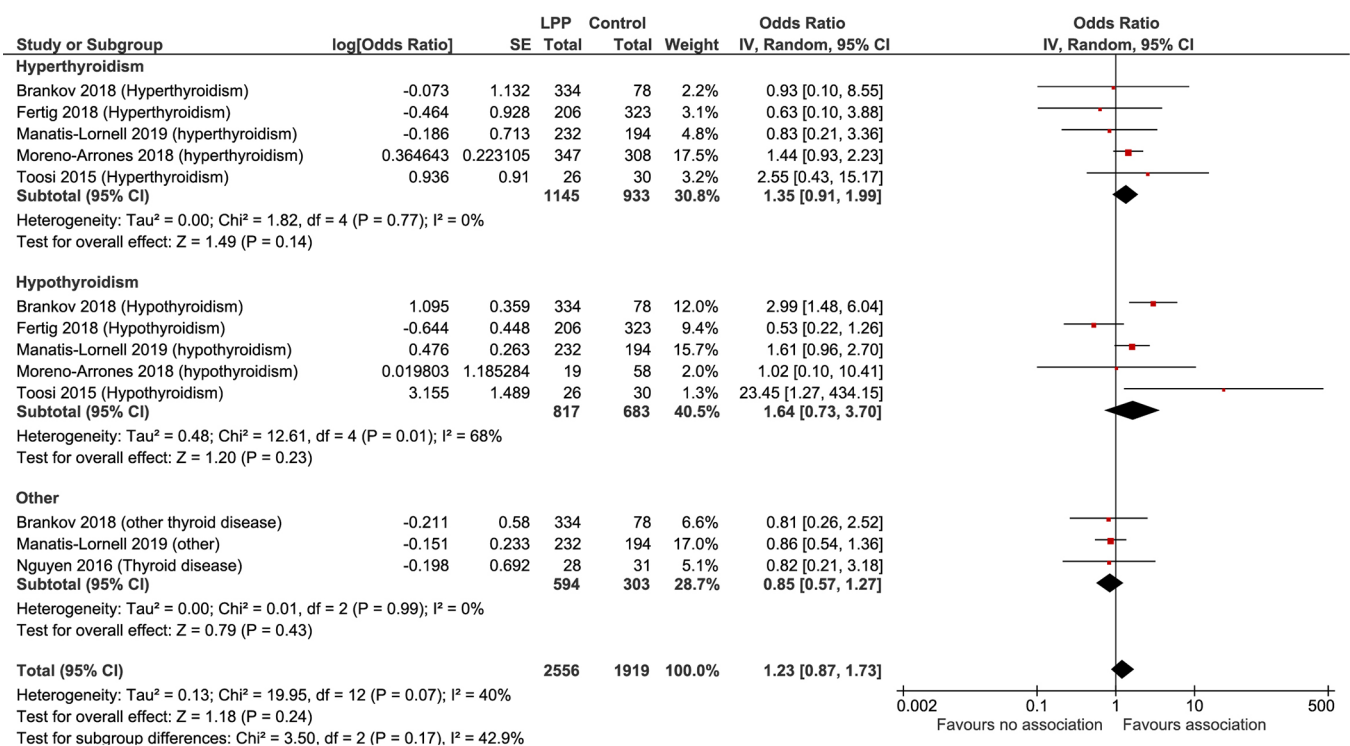 LPP Control Odds Ratio Odds Ratio
Study or Subgroup log[Odds Ratio] SE Total Total Weight IV, Random, 95% CI IV, Random, 95% CI
Hyperthyroidism
Brankov 2018 (Hyperthyroidism) -0.073 1.132 334 78 2.2% 0.93 [0.10, 8.55]
Fertig 2018 (Hyperthyroidism) -0.464 0.928 206 323 3.1% 0.63 [0.10, 3.88]
Manatis-Lornell 2019 (hyperthyroidism) -0.186 0.713 232 194 4.8% 0.83 [0.21, 3.36]
Moreno-Arrones 2018 (hyperthyroidism) 0.364643 0.223105 347 308 17.5% 1.44 [0.93, 2.23]
Toosi 2015 (Hyperthyroidism) 0.936 0.91 26 30 3.2% 2.55 [0.43, 15.17]
Subtotal (95% CI) 1145 933 30.8% 1.35 [0.91, 1.99]
Heterogeneity: Tau² = 0.00; Chi² = 1.82, df = 4 (P = 0.77); I² = 0%
Test for overall effect: Z = 1.49 (P = 0.14)
Hypothyroidism
Brankov 2018 (Hypothyroidism) 1.095 0.359 334 78 12.0% 2.99 [1.48, 6.04]
Fertig 2018 (Hypothyroidism) -0.644 0.448 206 323 9.4% 0.53 [0.22, 1.26]
Manatis-Lornell 2019 (hypothyroidism) 0.476 0.263 232 194 15.7% 1.61 [0.96, 2.70]
Moreno-Arrones 2018 (hypothyroidism) 0.019803 1.185284 19 58 2.0% 1.02 [0.10, 10.41]
Toosi 2015 (Hypothyroidism) 3.155 1.489 26 30 1.3% 23.45 [1.27, 434.15]
Subtotal (95% CI) 817 683 40.5% 1.64 [0.73, 3.70]
Heterogeneity: Tau² = 0.48; Chi² = 12.61, df = 4 (P = 0.01); I² = 68%
Test for overall effect: Z = 1.20 (P = 0.23)
Other
Brankov 2018 (other thyroid disease) -0.211 0.58 334 78 6.6% 0.81 [0.26, 2.52]
Manatis-Lornell 2019 (other) -0.151 0.233 232 194 17.0% 0.86 [0.54, 1.36]
Nguyen 2016 (Thyroid disease) -0.198 0.692 28 31 5.1% 0.82 [0.21, 3.18]
Subtotal (95% CI) 594 303 28.7% 0.85 [0.57, 1.27]
Heterogeneity: Tau² = 0.00; Chi² = 0.01, df = 2 (P = 0.99); I² = 0%
Test for overall effect: Z = 0.79 (P = 0.43)
Total (95% CI) 2556 1919 100.0% 1.23 [0.87, 1.73]
Heterogeneity: Tau² = 0.13; Chi² = 19.95, df = 12 (P = 0.07); I² = 40%
Test for overall effect: Z = 1.18 (P = 0.24)
Test for subgroup differences: Chi² = 3.50, df = 2 (P = 0.17), I² = 42.9%
0.002 0.1 1 10 500
Favours no association Favours association